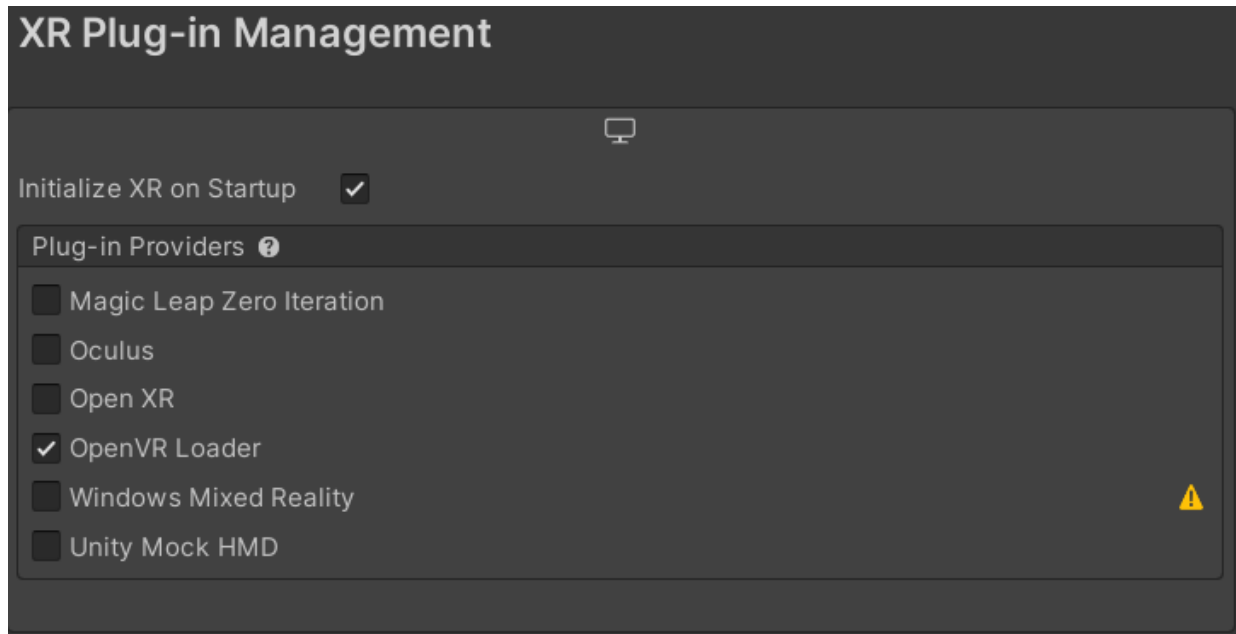 XR Plug-in Management
Initialize XR on Startup
Plug-in Providers
Magic Leap Zero Iteration
Oculus
Open XR
OpenVR Loader
Windows Mixed Reality
Unity Mock HMD